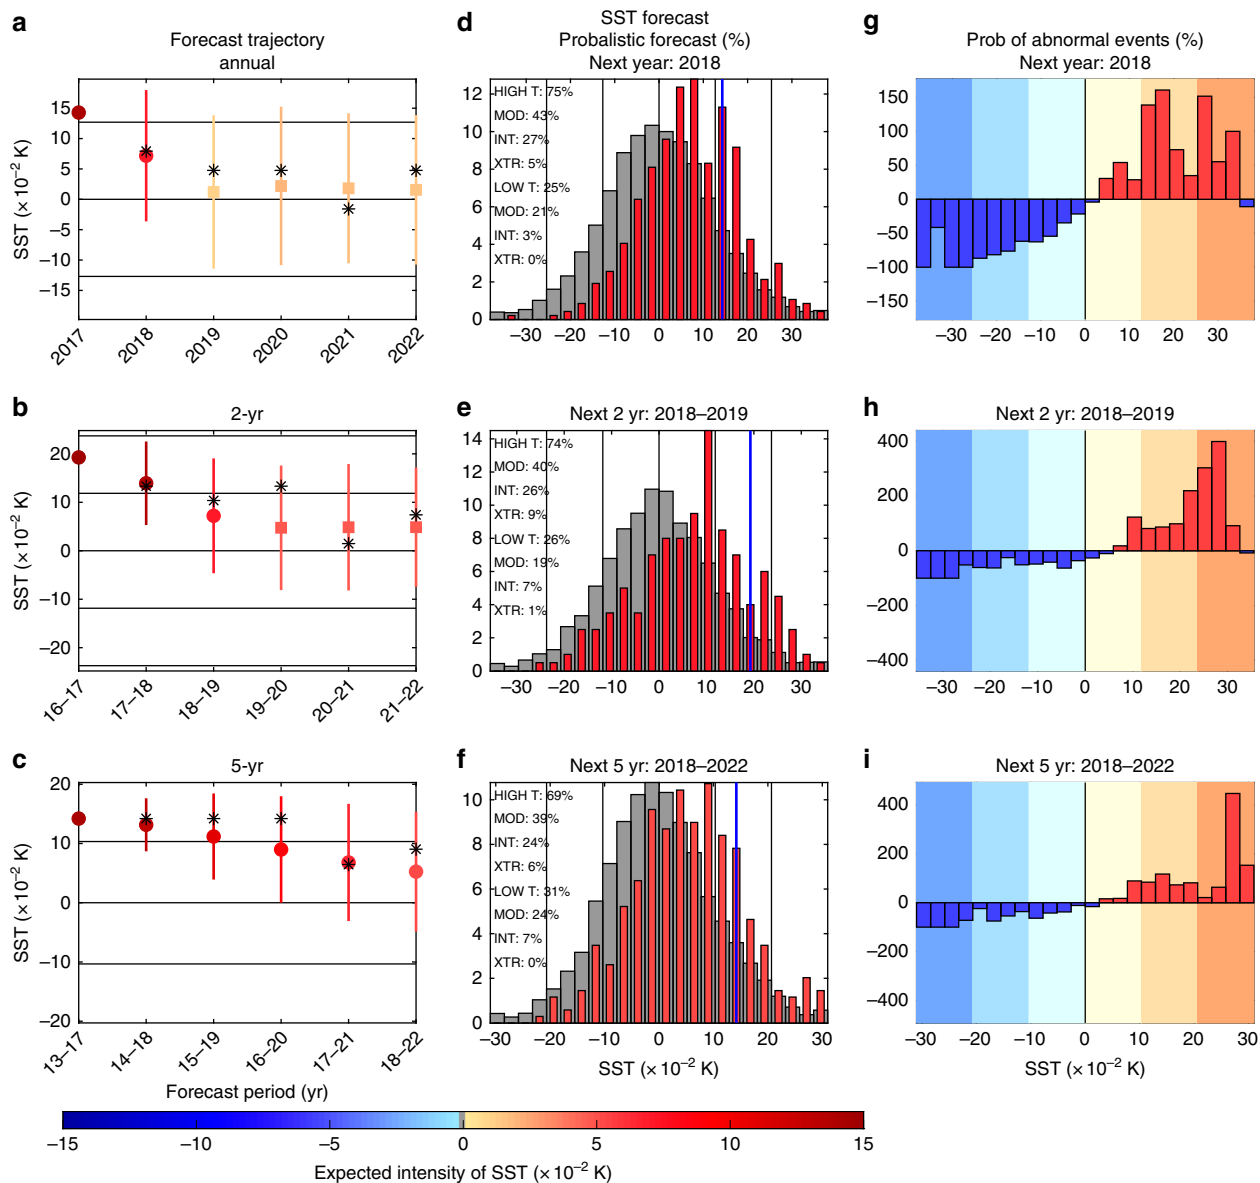 a
Forecast trajectory
annual
SST (×10⁻² K)
15
10
5
0
−5
−10
−15
2017
2018
2019
2020
2021
2022
d
SST forecast
Probalistic forecast (%)
Next year: 2018
12
10
8
6
4
2
0
HIGH T: 75%
MOD: 43%
INT: 27%
XTR: 5%
LOW T: 25%
MOD: 21%
INT: 3%
XTR: 0%
−30 −20 −10 0 10 20 30
g
Prob of abnormal events (%)
Next year: 2018
150
100
50
0
−50
−100
−150
−30 −20 −10 0 10 20 30
b
2-yr
SST (×10⁻² K)
20
10
0
−10
−20
16–17
17–18
18–19
19–20
20–21
21–22
e
Next 2 yr: 2018–2019
14
12
10
8
6
4
2
0
HIGH T: 74%
MOD: 40%
INT: 26%
XTR: 9%
LOW T: 26%
MOD: 19%
INT: 7%
XTR: 1%
−30 −20 −10 0 10 20 30
h
Next 2 yr: 2018–2019
400
200
0
−200
−400
−30 −20 −10 0 10 20 30
c
5-yr
SST (×10⁻² K)
20
10
0
−10
−20
13–17
14–18
15–19
16–20
17–21
18–22
Forecast period (yr)
f
Next 5 yr: 2018–2022
10
8
6
4
2
0
HIGH T: 69%
MOD: 39%
INT: 24%
XTR: 6%
LOW T: 31%
MOD: 24%
INT: 7%
XTR: 0%
−30 −20 −10 0 10 20 30
SST (×10⁻² K)
i
Next 5 yr: 2018–2022
400
200
0
−200
−400
−30 −20 −10 0 10 20 30
SST (×10⁻² K)
−15 −10 −5 0 5 10 15
Expected intensity of SST (×10⁻² K)